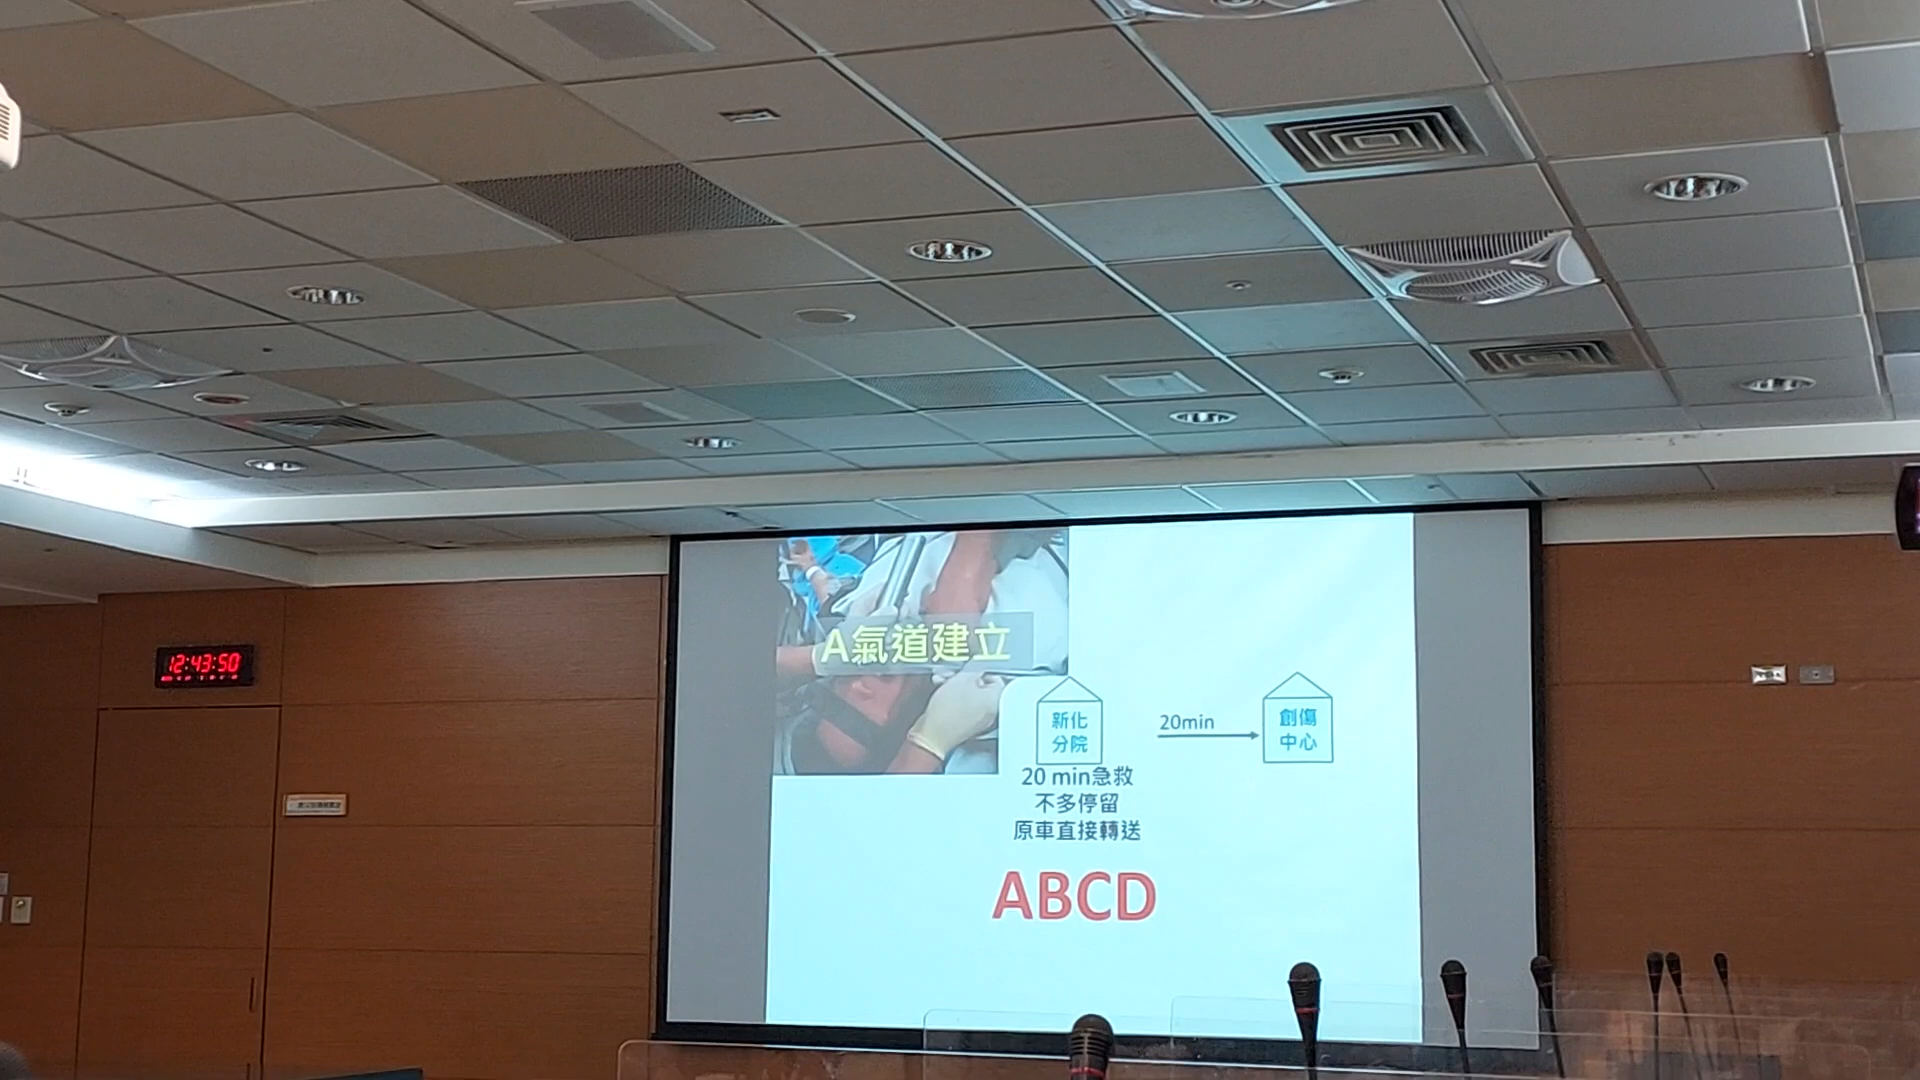 12:43:50
A氣道建立
新化
分院
20min
創傷
中心
20 min急救
不多停留
原車直接轉送
ABCD